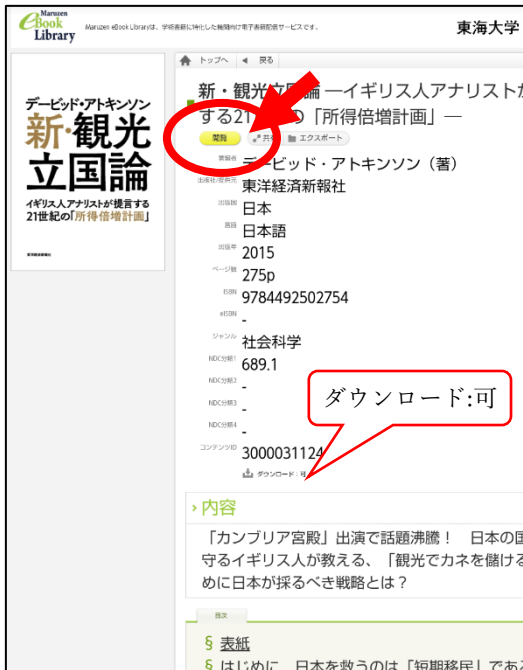 Maruzen
eBook
Library
Maruzen eBook Libraryは、学術書籍に特化した機関向け電子書籍配信サービスです。
東海大学
トップへ 戻る
デービッド・アトキンソン
新・観光
立国論
イギリス人アナリストが提言する
21世紀の「所得倍増計画」
東洋経済新報社
新・観光立国論 ―イギリス人アナリストが
する21 の「所得倍増計画」―
閲覧 共有 エクスポート
著編者 デービッド・アトキンソン（著）
出版社/提供元 東洋経済新報社
出版国 日本
言語 日本語
出版年 2015
ページ数 275p
ISBN 9784492502754
eISBN -
ジャンル 社会科学
NDC分類1 689.1
NDC分類2 -
NDC分類3 -
NDC分類4 -
コンテンツID 3000031124
ダウンロード：可
ダウンロード:可
内容
「カンブリア宮殿」出演で話題沸騰！ 日本の国
守るイギリス人が教える、「観光でカネを儲ける
めに日本が採るべき戦略とは？
目次
§ 表紙
§ はじめに 日本を救うのは「短期移民」であ